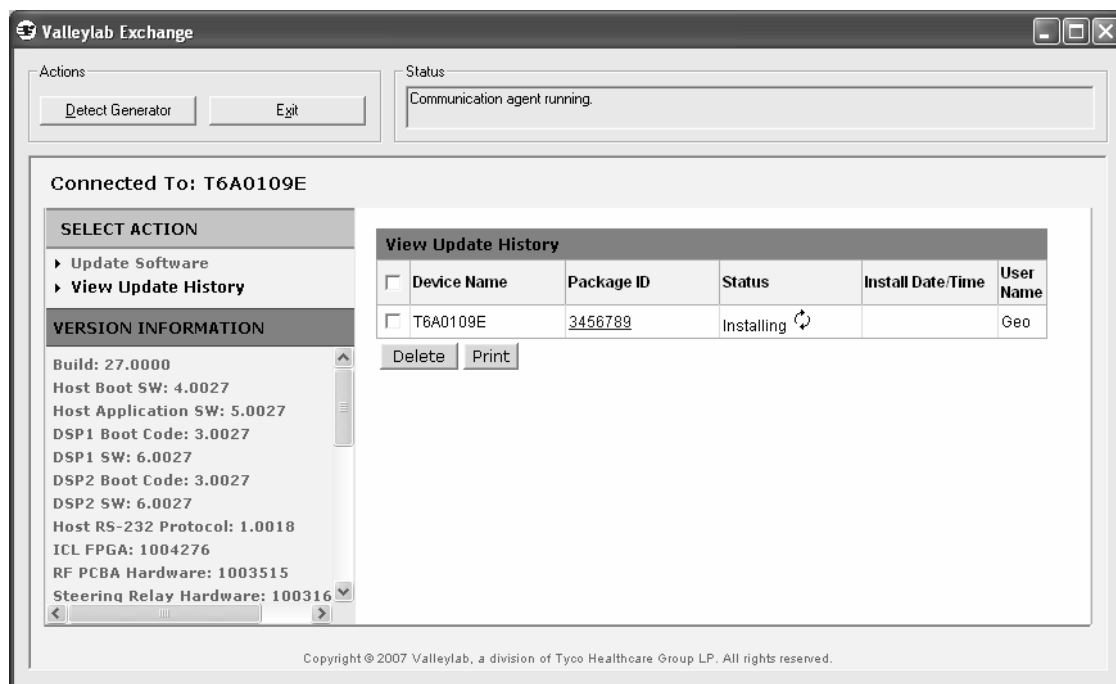 Valleylab Exchange
Actions
Detect Generator
Exit
Status
Communication agent running.
Connected To: T6A0109E
SELECT ACTION
Update Software
View Update History
VERSION INFORMATION
Build: 27.0000
Host Boot SW: 4.0027
Host Application SW: 5.0027
DSP1 Boot Code: 3.0027
DSP1 SW: 6.0027
DSP2 Boot Code: 3.0027
DSP2 SW: 6.0027
Host RS-232 Protocol: 1.0018
ICL FPGA: 1004276
RF PCBA Hardware: 1003515
Steering Relay Hardware: 100316
View Update History
Device Name Package ID Status Install Date/Time User Name
T6A0109E 3456789 Installing Geo
Delete Print
Copyright © 2007 Valleylab, a division of Tyco Healthcare Group LP. All rights reserved.